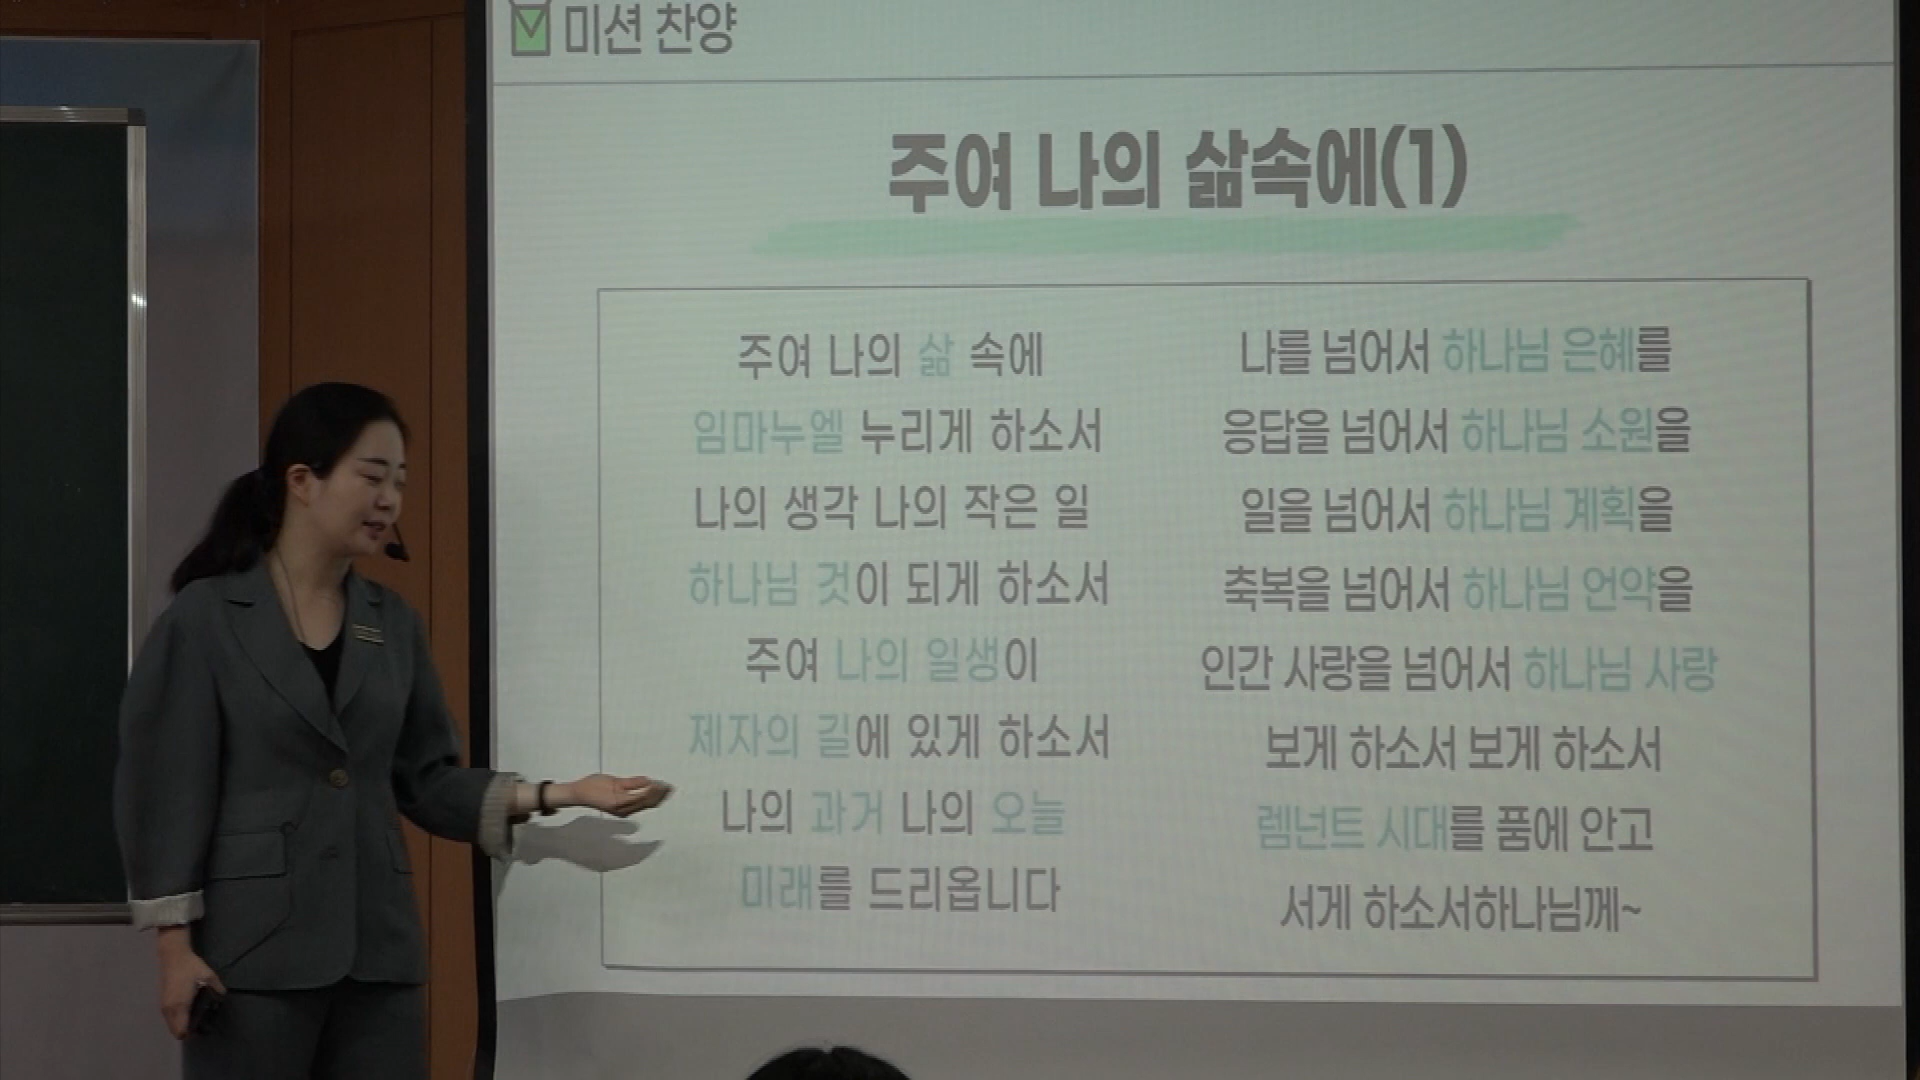 미션 찬양
주여 나의 삶속에(1)
주여 나의 삶 속에
임마누엘 누리게 하소서
나의 생각 나의 작은 일
하나님 것이 되게 하소서
주여 나의 일생이
제자의 길에 있게 하소서
나의 과거 나의 오늘
미래를 드리옵니다
나를 넘어서 하나님 은혜를
응답을 넘어서 하나님 소원을
일을 넘어서 하나님 계획을
축복을 넘어서 하나님 언약을
인간 사랑을 넘어서 하나님 사랑
보게 하소서 보게 하소서
렘넌트 시대를 품에 안고
서게 하소서하나님께~